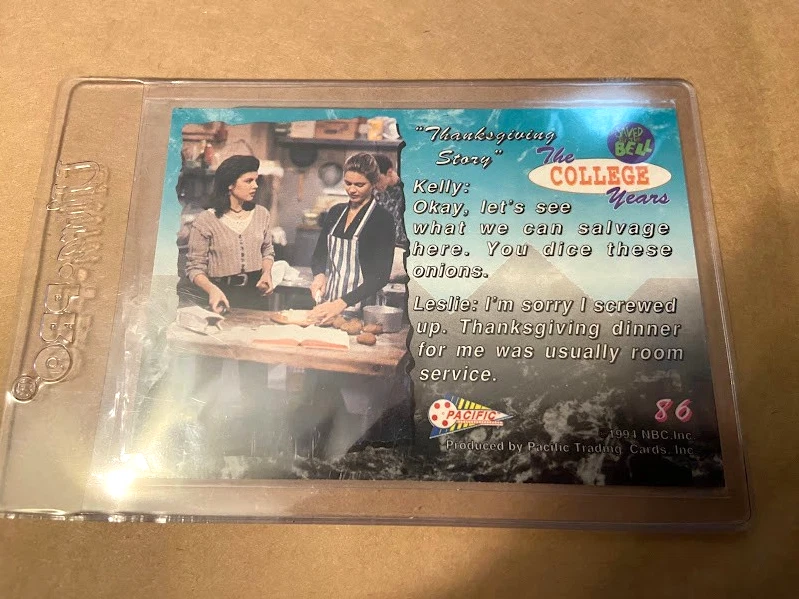 "Thanksgiving
Story"
SAVED
BELL
The
COLLEGE
Years
Kelly:
Okay, let's see
what we can salvage
here. You dice these
onions.
Leslie: I'm sorry I screwed
up. Thanksgiving dinner
for me was usually room
service.
PACIFIC
86
©1994 NBC, Inc
Produced by Pacific Trading Cards, Inc